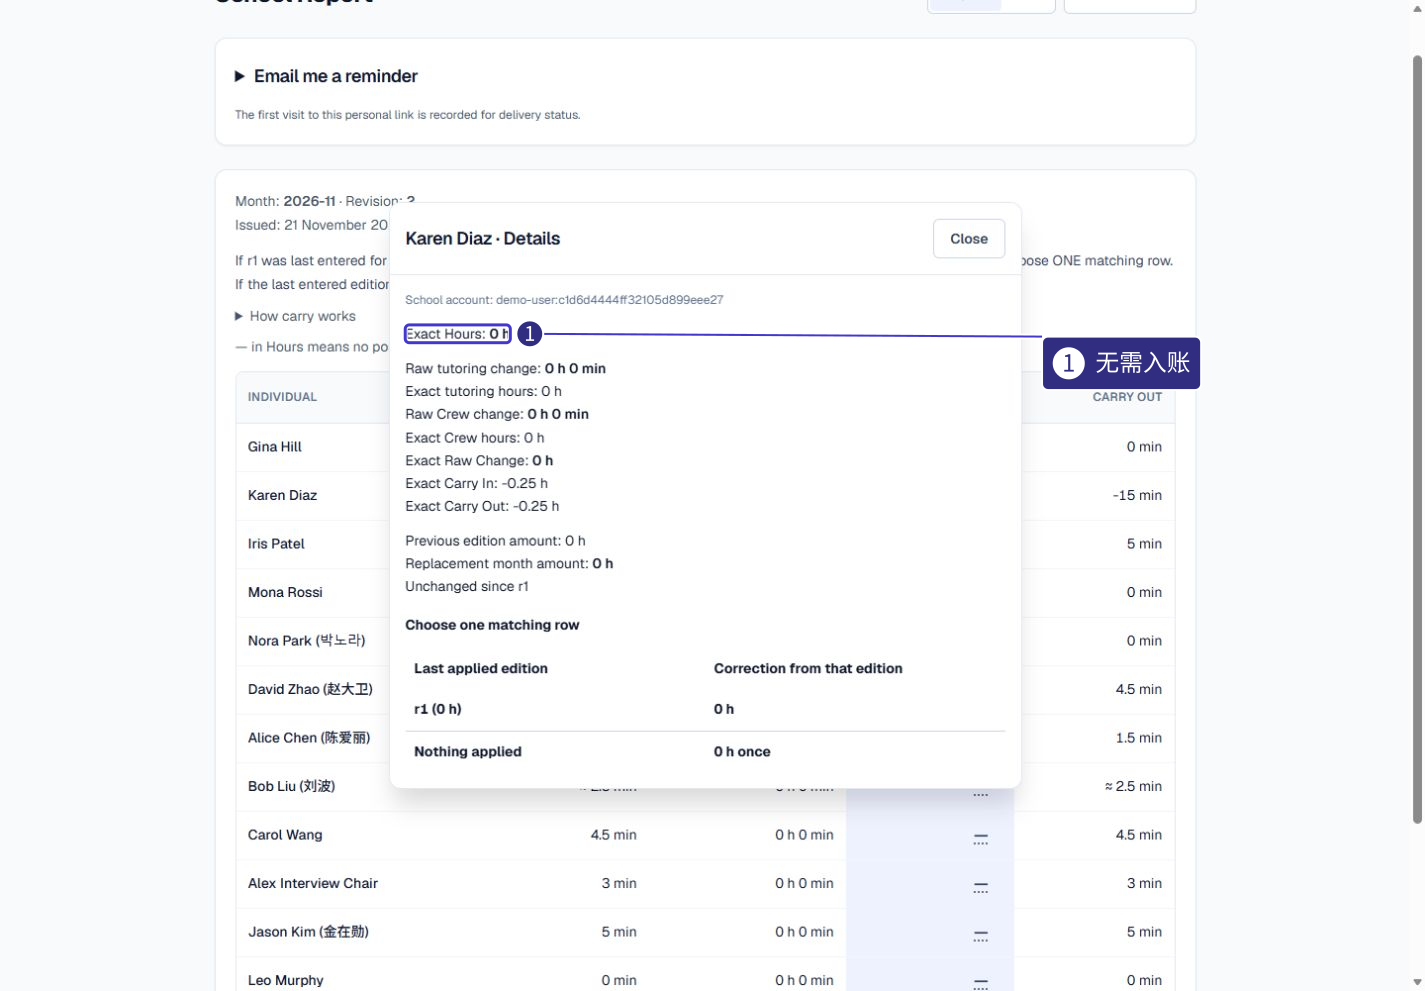 School Report
Email me a reminder
The first visit to this personal link is recorded for delivery status.
Month: 2026-11 · Revision: 2
Issued: 21 November 20
If r1 was last entered for
oose ONE matching row.
If the last entered edition
How carry works
— in Hours means no po
Karen Diaz · Details
Close
School account: demo-user:c1d6d4444ff32105d899eee27
Exact Hours: 0 h
1
1 无需入账
Raw tutoring change: 0 h 0 min
Exact tutoring hours: 0 h
Raw Crew change: 0 h 0 min
Exact Crew hours: 0 h
Exact Raw Change: 0 h
Exact Carry In: -0.25 h
Exact Carry Out: -0.25 h
Previous edition amount: 0 h
Replacement month amount: 0 h
Unchanged since r1
Choose one matching row
Last applied edition Correction from that edition
r1 (0 h) 0 h
Nothing applied 0 h once
INDIVIDUAL CARRY OUT
Gina Hill 0 min
Karen Diaz -15 min
Iris Patel 5 min
Mona Rossi 0 min
Nora Park (박노라) 0 min
David Zhao (赵大卫) 4.5 min
Alice Chen (陈爱丽) 1.5 min
Bob Liu (刘波) ≈ 2.5 min 0 h 0 min ≈ 2.5 min
Carol Wang 4.5 min 0 h 0 min — 4.5 min
Alex Interview Chair 3 min 0 h 0 min — 3 min
Jason Kim (金在勋) 5 min 0 h 0 min — 5 min
Leo Murphy 0 min 0 h 0 min — 0 min